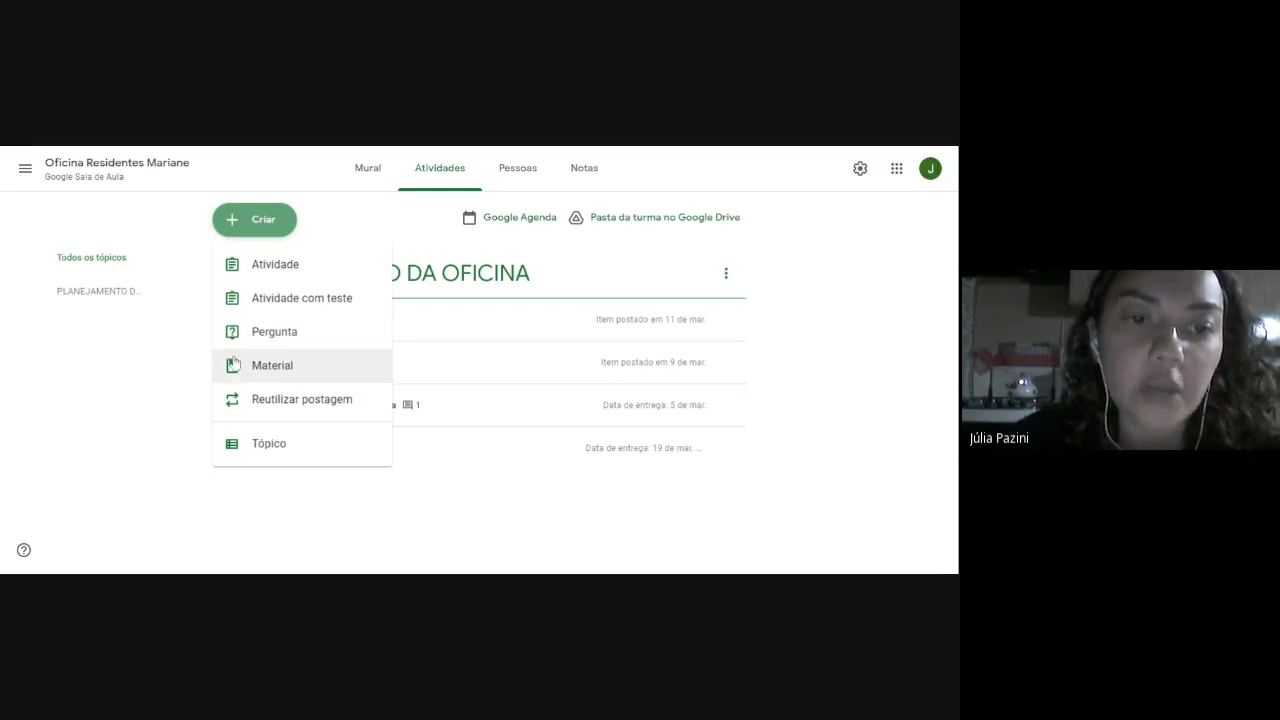 Oficina Residentes Mariane
Google Sala de Aula
Mural
Atividades
Pessoas
Notas
J
Criar
Google Agenda
Pasta da turma no Google Drive
Todos os tópicos
PLANEJAMENTO D...
Atividade
Atividade com teste
Pergunta
Material
Reutilizar postagem
Tópico
DA OFICINA
Item postado em 11 de mar.
Item postado em 9 de mar.
1
Data de entrega: 5 de mar.
Data de entrega: 19 de mar. ...
Júlia Pazini